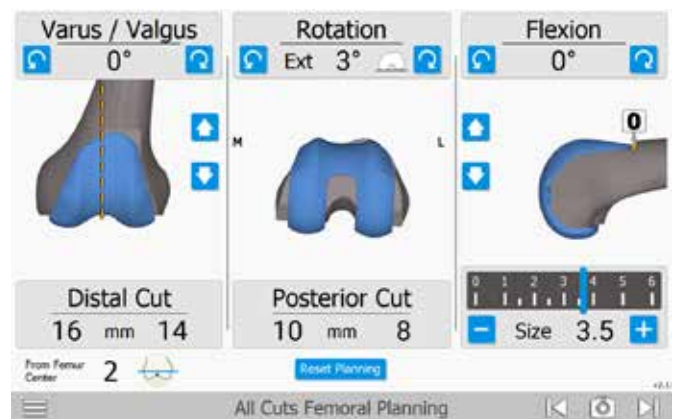 Varus / Valgus
0°
Rotation
Ext 3°
Flexion
0°
M
L
0
Distal Cut
16 mm 14
Posterior Cut
10 mm 8
0 1 2 3 4 5 6
Size 3.5
From Femur
Center
2
Reset Planning
All Cuts Femoral Planning